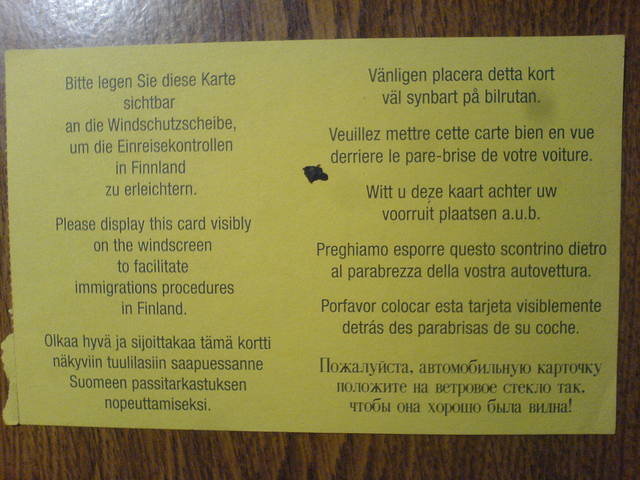 Bitte legen Sie diese Karte
sichtbar
an die Windschutzscheibe,
um die Einreisekontrollen
in Finnland
zu erleichtern.
Please display this card visibly
on the windscreen
to facilitate
immigrations procedures
in Finland.
Olkaa hyvä ja sijoittakaa tämä kortti
näkyviin tuulilasiin saapuessanne
Suomeen passitarkastuksen
nopeuttamiseksi.
Vänligen placera detta kort
väl synbart på bilrutan.
Veuillez mettre cette carte bien en vue
derriere le pare-brise de votre voiture.
Witt u deze kaart achter uw
voorruit plaatsen a.u.b.
Preghiamo esporre questo scontrino dietro
al parabrezza della vostra autovettura.
Porfavor colocar esta tarjeta visiblemente
detrás des parabrisas de su coche.
Пожалуйста, автомобильную карточку
положите на ветровое стекло так,
чтобы она хорошо была видна!